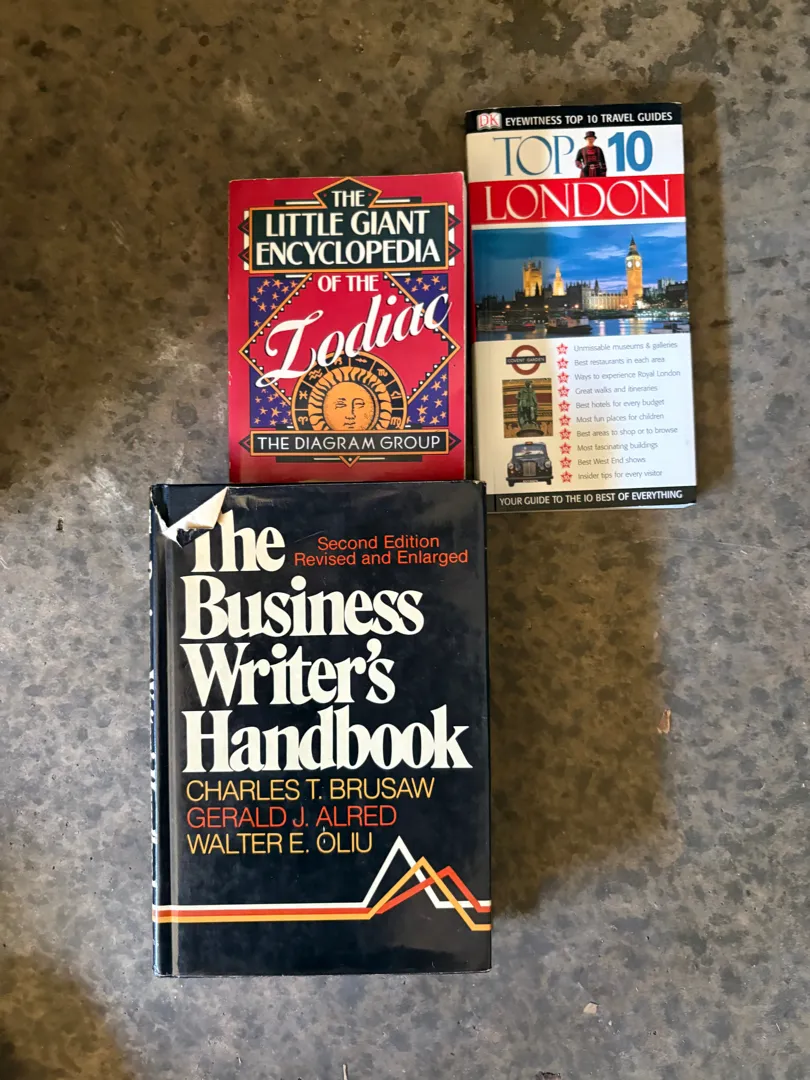 THE
LITTLE GIANT
ENCYCLOPEDIA
OF THE
Zodiac
THE DIAGRAM GROUP
DK EYEWITNESS TOP 10 TRAVEL GUIDES
TOP 10
LONDON
COVENT GARDEN
Unmissable museums & galleries
Best restaurants in each area
Ways to experience Royal London
Great walks and itineraries
Best hotels for every budget
Most fun places for children
Best areas to shop or to browse
Most fascinating buildings
Best West End shows
Insider tips for every visitor
YOUR GUIDE TO THE 10 BEST OF EVERYTHING
The
Second Edition
Revised and Enlarged
Business
Writer's
Handbook
CHARLES T. BRUSAW
GERALD J. ALRED
WALTER E. OLIU